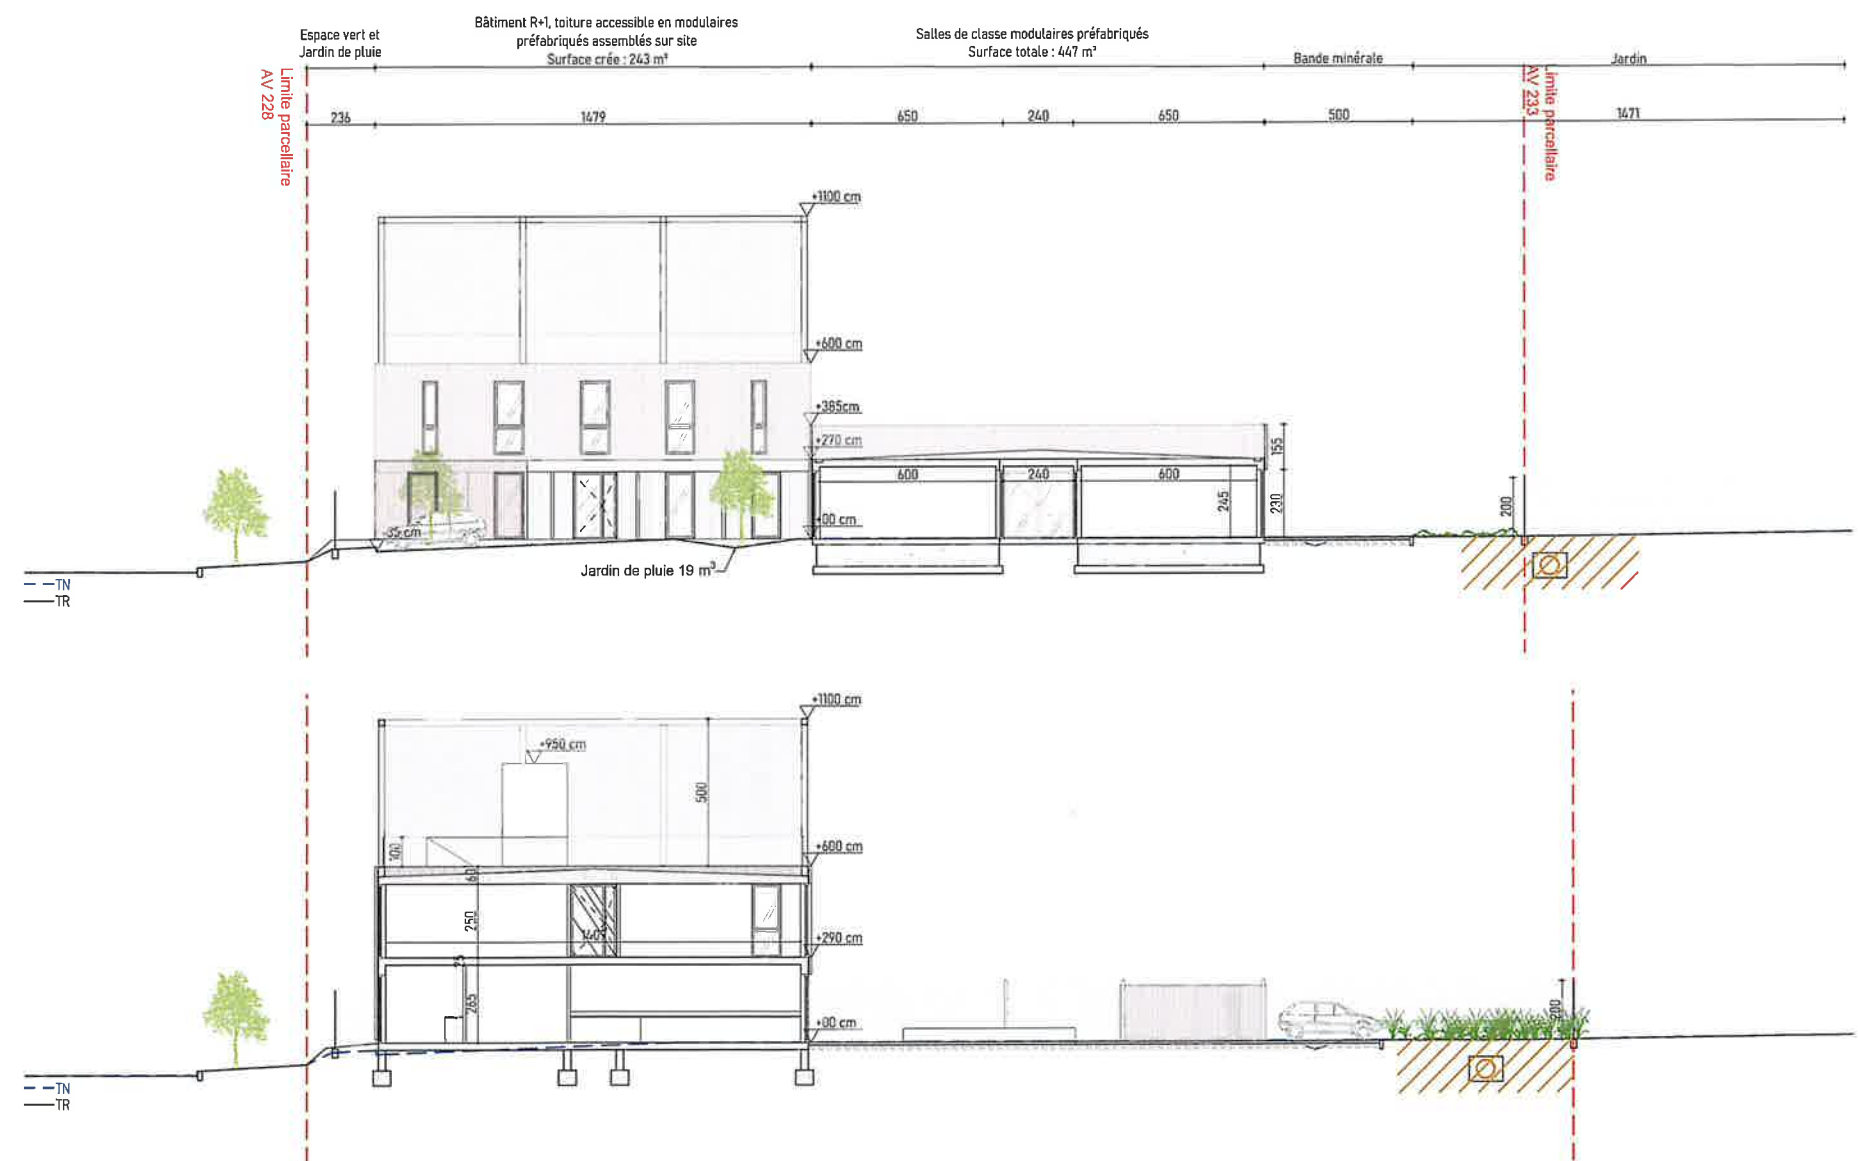 Espace vert et
Jardin de pluie
Bâtiment R+1, toiture accessible en modulaires
préfabriqués assemblés sur site
Surface crée : 243 m²
Salles de classe modulaires préfabriqués
Surface totale : 447 m²
Bande minérale
Jardin
Limite parcellaire
AV 228
Limite parcellaire
AV 233
236
1479
650
240
650
500
1471
+1100 cm
+600 cm
+385cm
+270 cm
+00 cm
-35 cm
600
240
600
245
155
230
200
Jardin de pluie 19 m³
TN
TR
+1100 cm
+950 cm
500
100
+600 cm
60
250
140
+290 cm
25
265
+00 cm
200
TN
TR